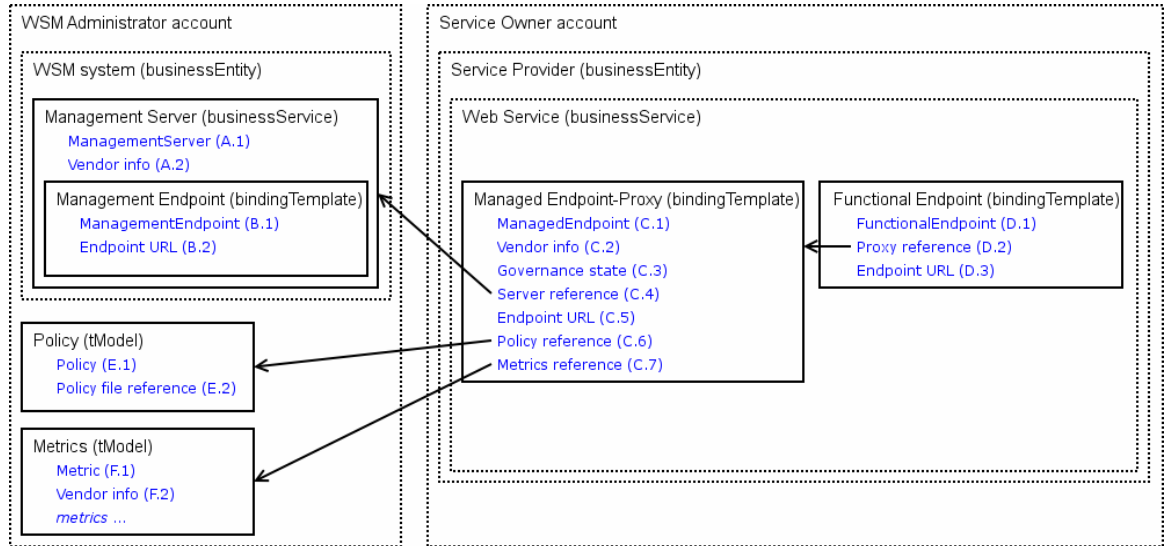 WSM Administrator account
WSM system (businessEntity)
Management Server (businessService)
ManagementServer (A.1)
Vendor info (A.2)
Management Endpoint (bindingTemplate)
ManagementEndpoint (B.1)
Endpoint URL (B.2)
Policy (tModel)
Policy (E.1)
Policy file reference (E.2)
Metrics (tModel)
Metric (F.1)
Vendor info (F.2)
metrics ...
Service Owner account
Service Provider (businessEntity)
Web Service (businessService)
Managed Endpoint-Proxy (bindingTemplate)
ManagedEndpoint (C.1)
Vendor info (C.2)
Governance state (C.3)
Server reference (C.4)
Endpoint URL (C.5)
Policy reference (C.6)
Metrics reference (C.7)
Functional Endpoint (bindingTemplate)
FunctionalEndpoint (D.1)
Proxy reference (D.2)
Endpoint URL (D.3)